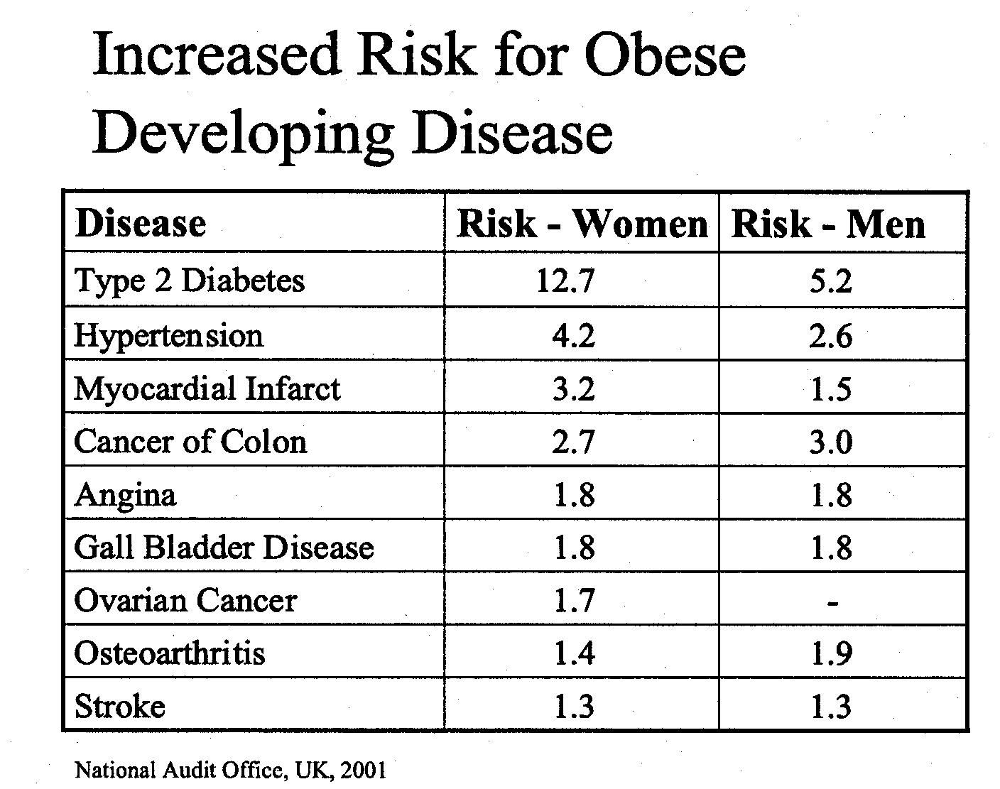 Increased Risk for Obese
Developing Disease
Disease Risk - Women Risk - Men
Type 2 Diabetes 12.7 5.2
Hypertension 4.2 2.6
Myocardial Infarct 3.2 1.5
Cancer of Colon 2.7 3.0
Angina 1.8 1.8
Gall Bladder Disease 1.8 1.8
Ovarian Cancer 1.7 -
Osteoarthritis 1.4 1.9
Stroke 1.3 1.3
National Audit Office, UK, 2001